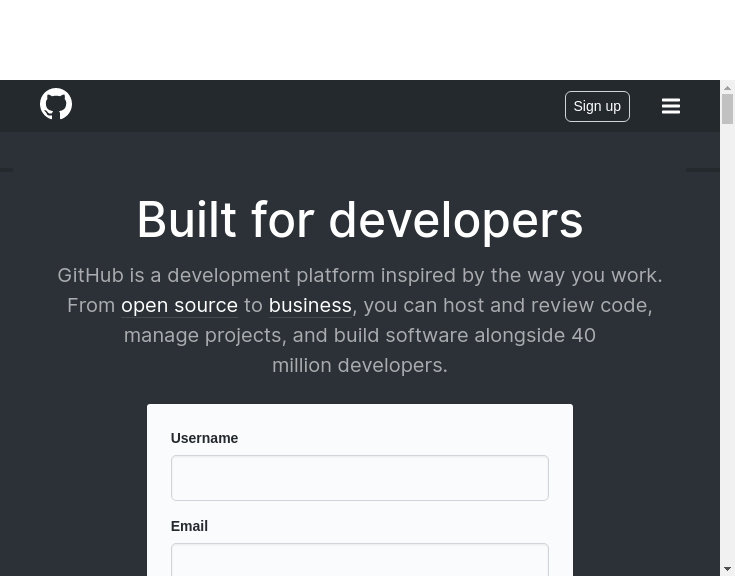 Sign up
Built for developers
GitHub is a development platform inspired by the way you work.
From open source to business, you can host and review code,
manage projects, and build software alongside 40
million developers.
Username
Email